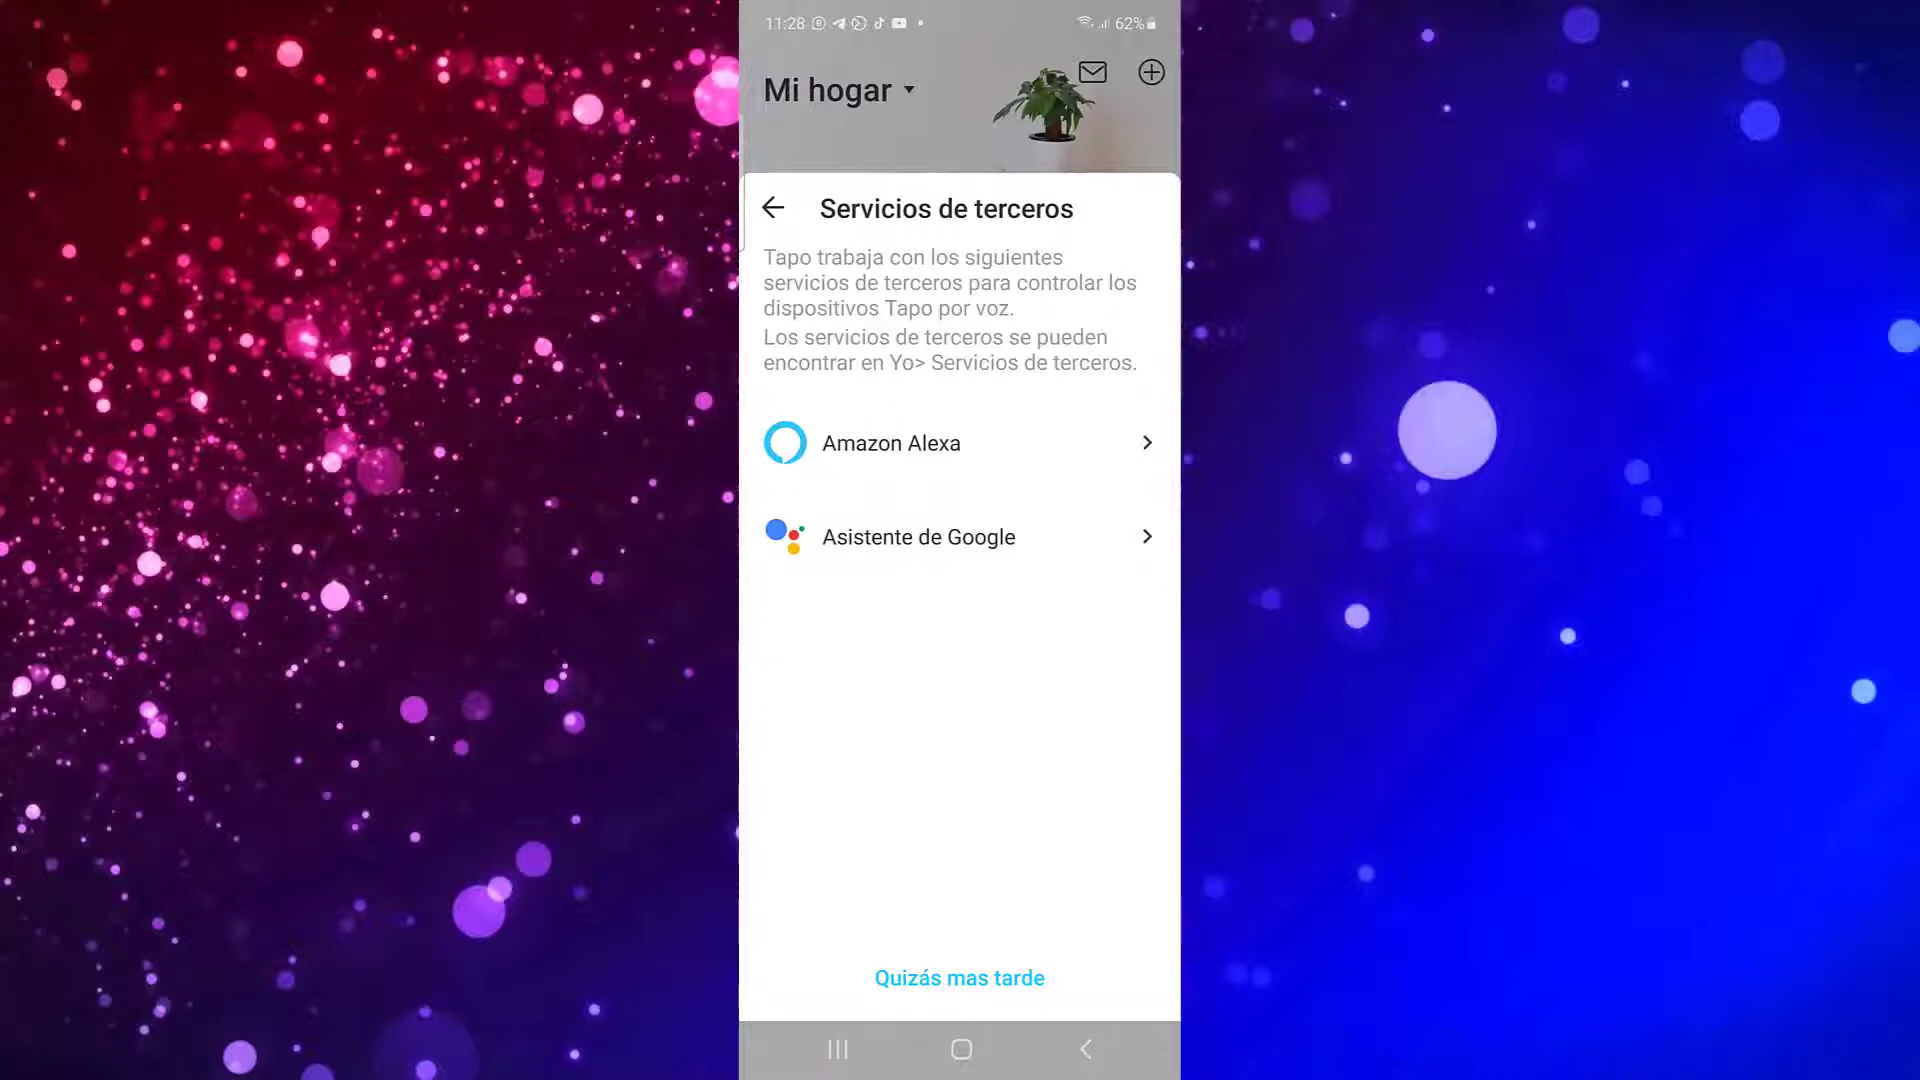 11:28 62%
Mi hogar
Servicios de terceros
Tapo trabaja con los siguientes
servicios de terceros para controlar los
dispositivos Tapo por voz.
Los servicios de terceros se pueden
encontrar en Yo> Servicios de terceros.
Amazon Alexa
Asistente de Google
Quizás mas tarde